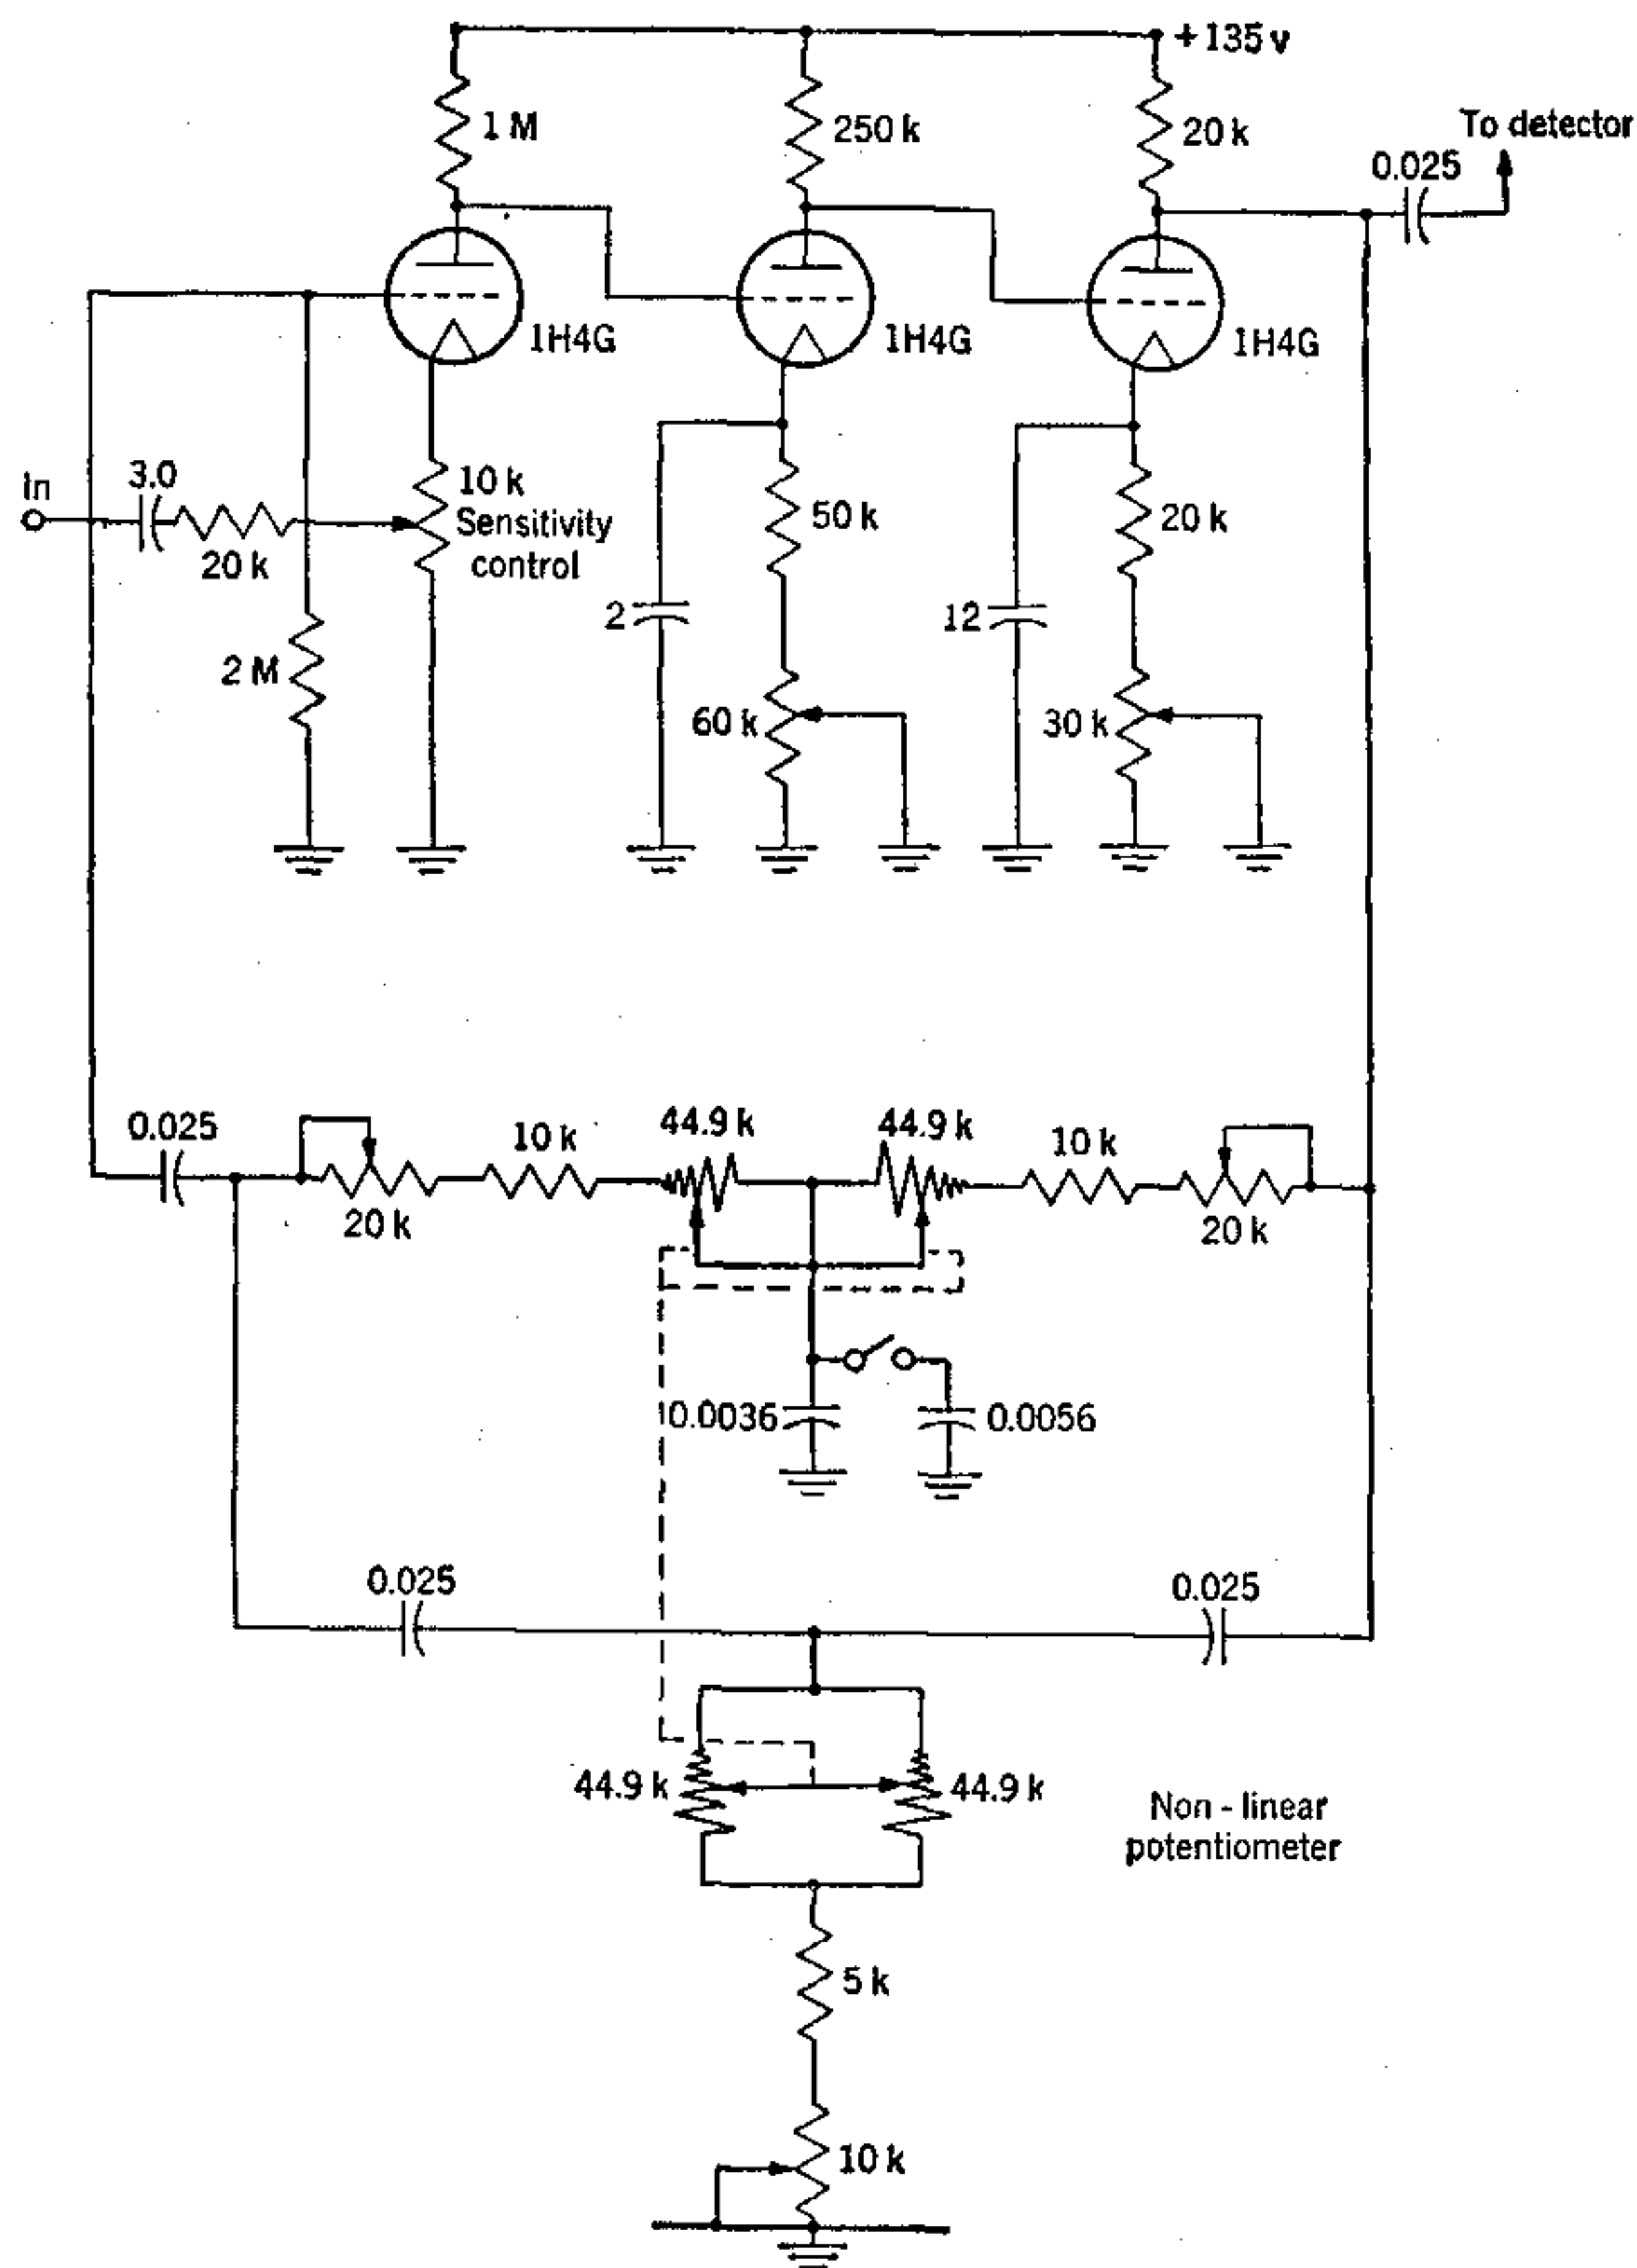 +135 v
1 M
250 k
20 k
To detector
0.025
1H4G
1H4G
1H4G
In
3.0
20 k
10 k
Sensitivity
control
50 k
20 k
2
12
2 M
60 k
30 k
0.025
20 k
10 k
44.9 k
44.9 k
10 k
20 k
0.0036
0.0056
0.025
0.025
44.9 k
44.9 k
Non - linear
potentiometer
5 k
10 k